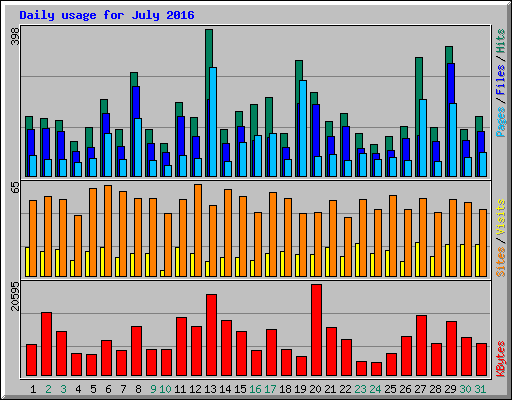 Daily usage for July 2016
398
Pages / Files / Hits
65
Sites / Visits
20595
KBytes
1 2 3 4 5 6 7 8 9 10 11 12 13 14 15 16 17 18 19 20 21 22 23 24 25 26 27 28 29 30 31